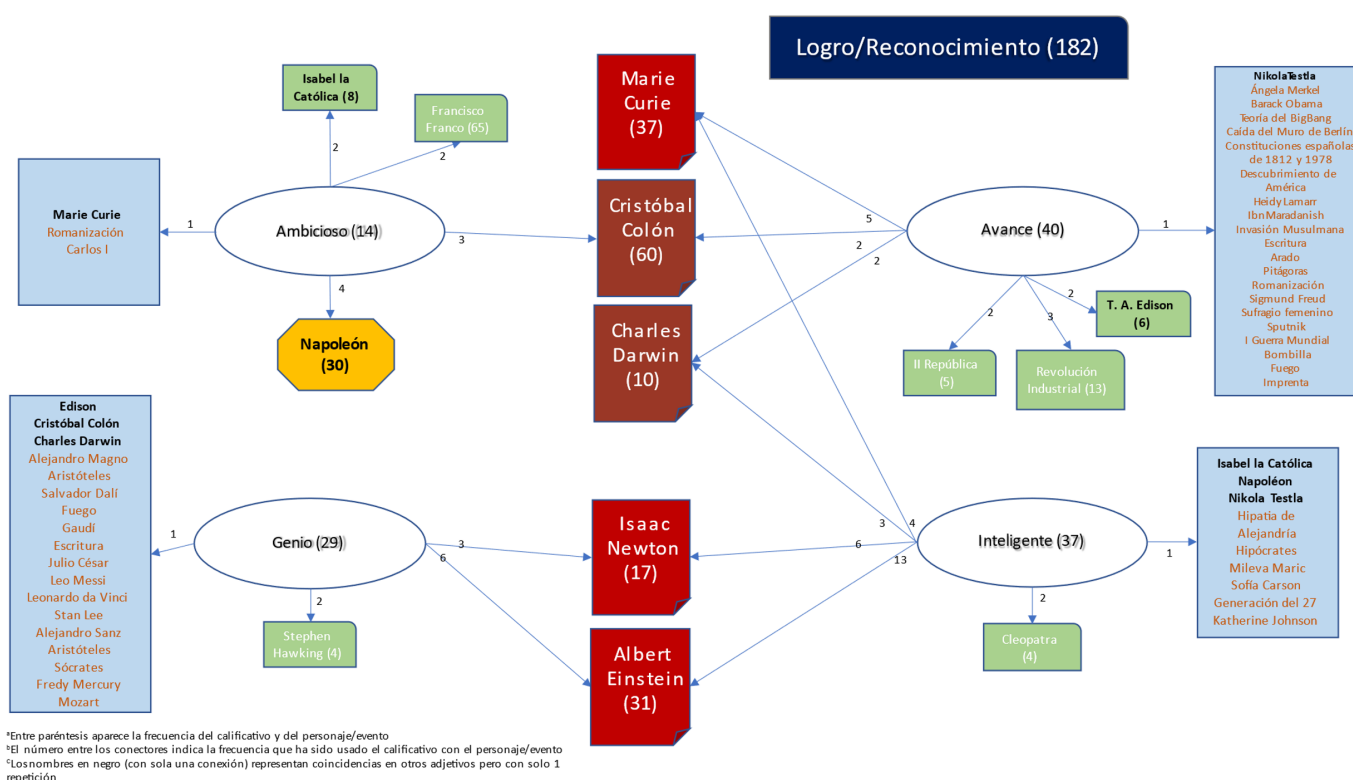 Logro/Reconocimiento (182)
Isabel la
Católica (8)
Francisco
Franco (65)
2
2
Marie Curie
Romanización
Carlos I
1
Ambicioso (14)
3
4
Napoleón
(30)
Marie
Curie
(37)
Cristóbal
Colón
(60)
Charles
Darwin
(10)
5
2
2
Avance (40)
1
2
3
2
T. A. Edison
(6)
II República
(5)
Revolución
Industrial (13)
NikolaTestla
Ángela Merkel
Barack Obama
Teoría del BigBang
Caída del Muro de Berlín
Constituciones españolas
de 1812 y 1978
Descubrimiento de
América
Heidy Lamarr
Ibn Maradanish
Invasión Musulmana
Escritura
Arado
Pitágoras
Romanización
Sigmund Freud
Sufragio femenino
Sputnik
I Guerra Mundial
Bombilla
Fuego
Imprenta
Edison
Cristóbal Colón
Charles Darwin
Alejandro Magno
Aristóteles
Salvador Dalí
Fuego
Gaudí
Escritura
Julio César
Leo Messi
Leonardo da Vinci
Stan Lee
Alejandro Sanz
Aristóteles
Sócrates
Fredy Mercury
Mozart
1
Genio (29)
3
6
2
Stephen
Hawking (4)
Isaac
Newton
(17)
Albert
Einstein
(31)
3
4
6
13
Inteligente (37)
1
2
Cleopatra
(4)
Isabel la Católica
Napoléon
Nikola Testla
Hipatia de
Alejandría
Hipócrates
Mileva Maric
Sofía Carson
Generación del 27
Katherine Johnson
ªEntre paréntesis aparece la frecuencia del calificativo y del personaje/evento
ᵇEl número entre los conectores indica la frecuencia que ha sido usado el calificativo con el personaje/evento
ᶜLos nombres en negro (con sola una conexión) representan coincidencias en otros adjetivos pero con solo 1
repetición